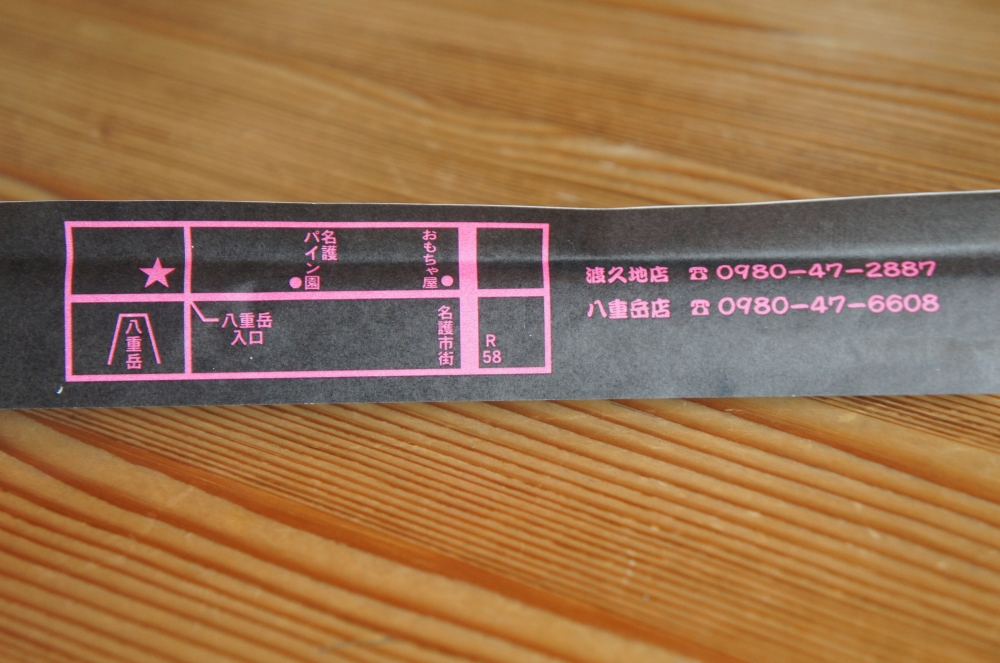 名護
パイン園
おもちゃ屋
八重岳
八重岳
入口
名護市街
R
58
渡久地店 ☎ 0980-47-2887
八重岳店 ☎ 0980-47-6608